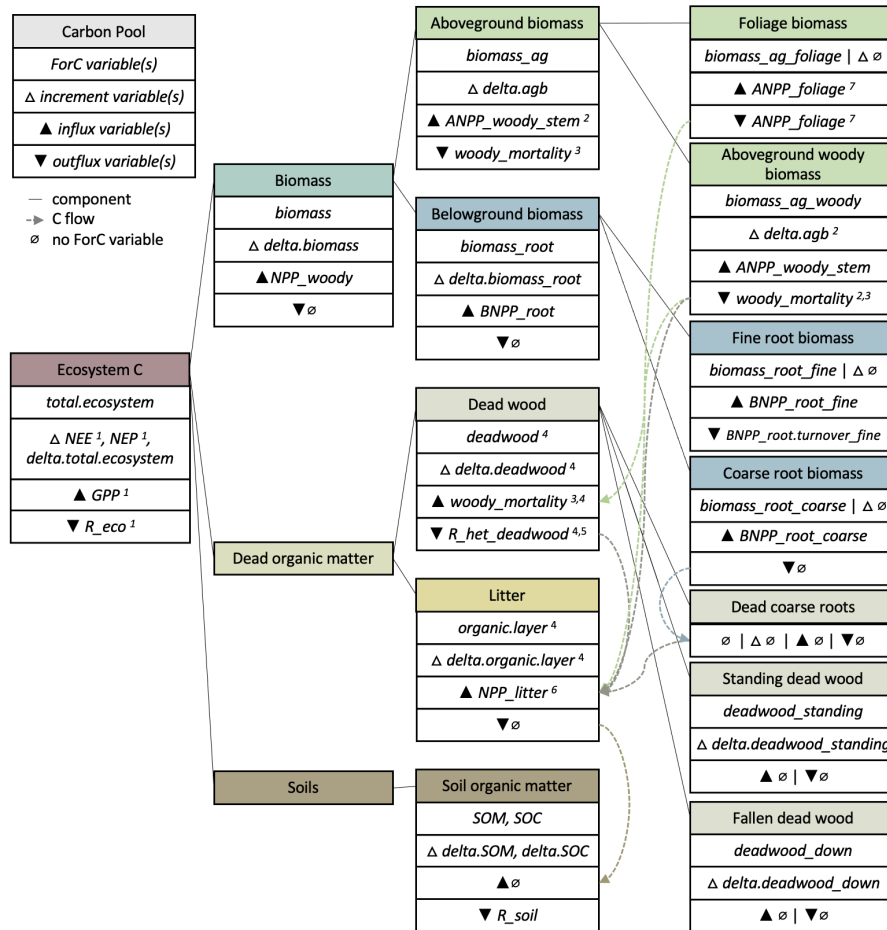 Carbon Pool
ForC variable(s)
△ increment variable(s)
▲ influx variable(s)
▼ outflux variable(s)
component
C flow
∅ no ForC variable
Ecosystem C
total.ecosystem
△ NEE ¹, NEP ¹,
delta.total.ecosystem
▲ GPP ¹
▼ R_eco ¹
Biomass
biomass
△ delta.biomass
▲ NPP_woody
▼ ∅
Dead organic matter
Soils
Aboveground biomass
biomass_ag
△ delta.agb
▲ ANPP_woody_stem ²
▼ woody_mortality ³
Belowground biomass
biomass_root
△ delta.biomass_root
▲ BNPP_root
▼ ∅
Dead wood
deadwood ⁴
△ delta.deadwood ⁴
▲ woody_mortality ³,⁴
▼ R_het_deadwood ⁴,⁵
Litter
organic.layer ⁴
△ delta.organic.layer ⁴
▲ NPP_litter ⁶
▼ ∅
Soil organic matter
SOM, SOC
△ delta.SOM, delta.SOC
▲ ∅
▼ R_soil
Foliage biomass
biomass_ag_foliage | △ ∅
▲ ANPP_foliage ⁷
▼ ANPP_foliage ⁷
Aboveground woody
biomass
biomass_ag_woody
△ delta.agb ²
▲ ANPP_woody_stem
▼ woody_mortality ²,³
Fine root biomass
biomass_root_fine | △ ∅
▲ BNPP_root_fine
▼ BNPP_root.turnover_fine
Coarse root biomass
biomass_root_coarse | △ ∅
▲ BNPP_root_coarse
▼ ∅
Dead coarse roots
∅ | △ ∅ | ▲ ∅ | ▼ ∅
Standing dead wood
deadwood_standing
△ delta.deadwood_standing
▲ ∅ | ▼ ∅
Fallen dead wood
deadwood_down
△ delta.deadwood_down
▲ ∅ | ▼ ∅